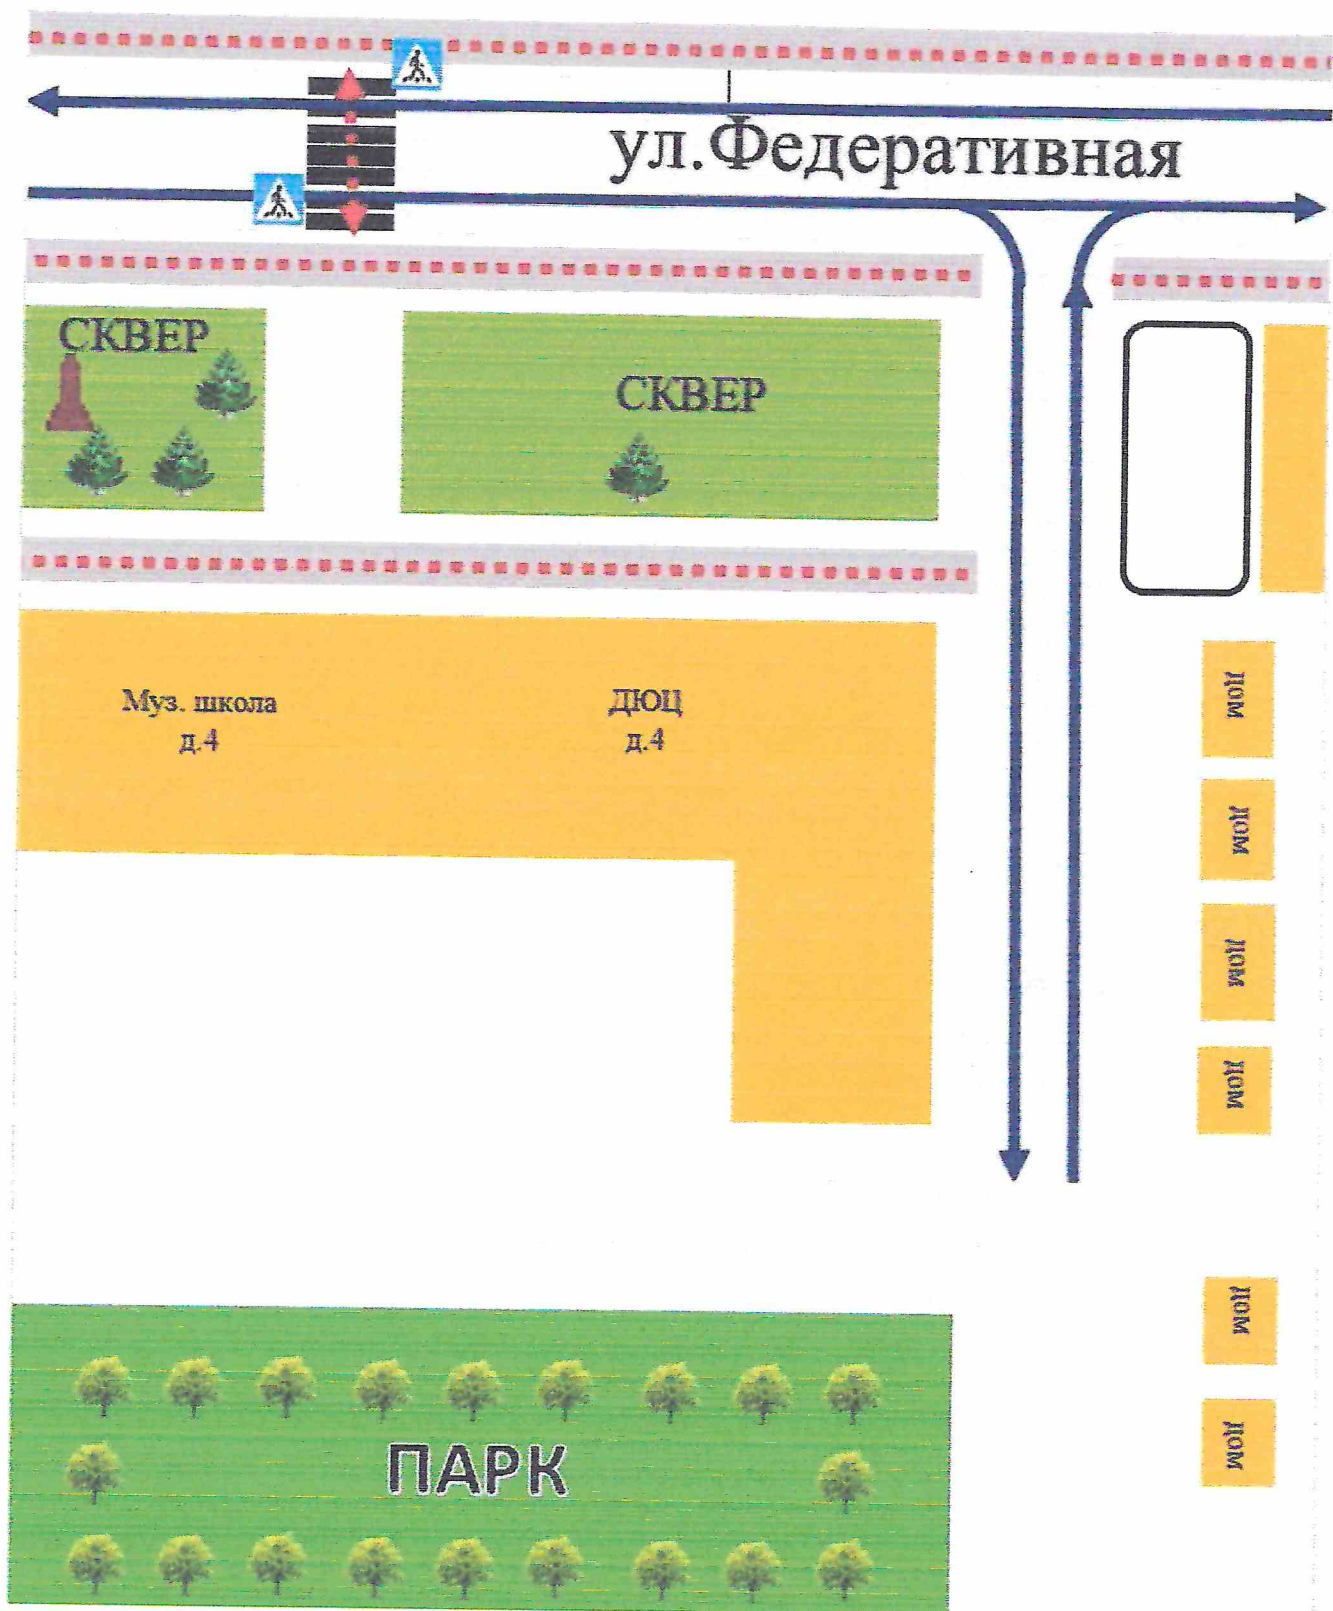 ул.Федеративная
СКВЕР
СКВЕР
Муз. школа
д.4
ДЮЦ
д.4
дом
дом
дом
дом
дом
дом
ПАРК